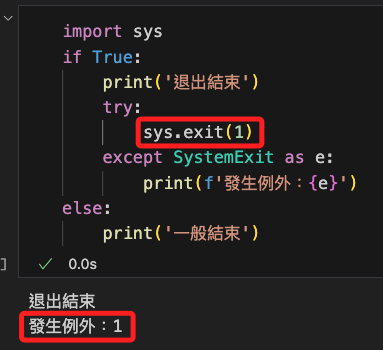 import sys
if True:
    print('退出結束')
    try:
        sys.exit(1)
    except SystemExit as e:
        print(f'發生例外：{e}')
else:
    print('一般結束')
]
0.0s
退出結束
發生例外：1